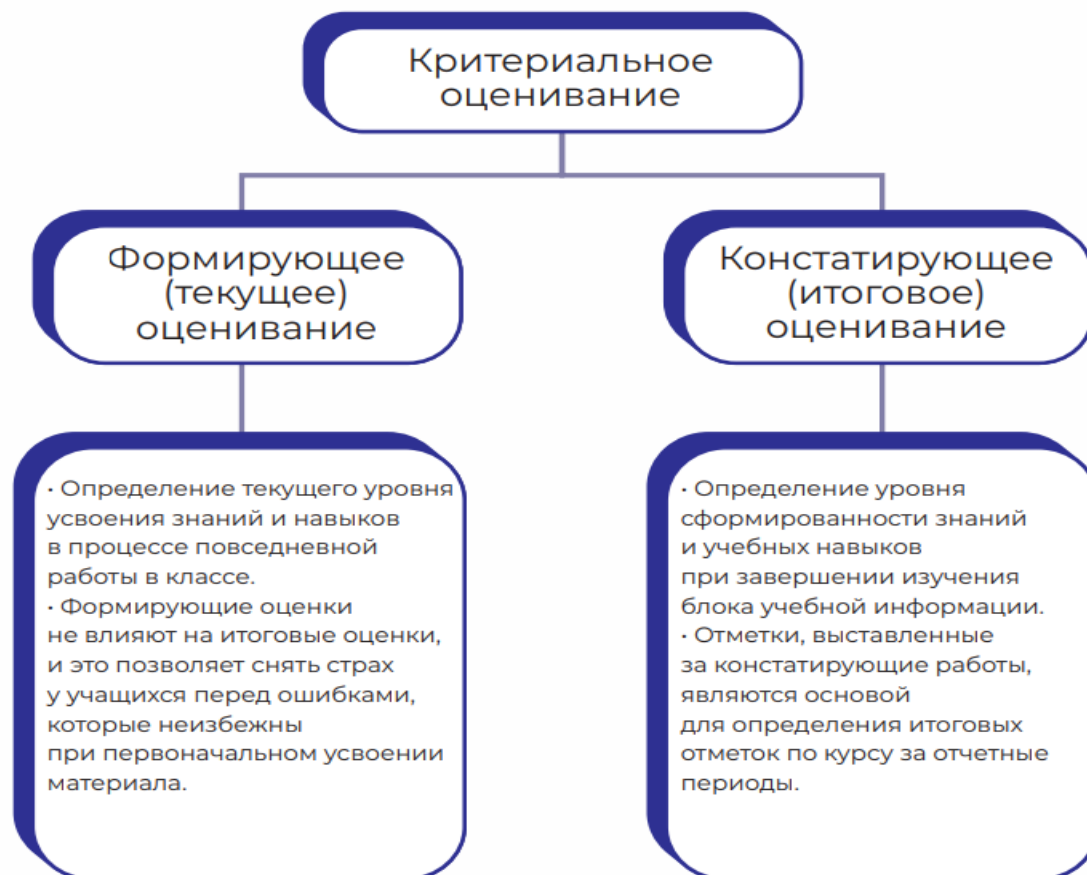 Критериальное
оценивание
Формирующее
(текущее)
оценивание
Констатирующее
(итоговое)
оценивание
· Определение текущего уровня
усвоения знаний и навыков
в процессе повседневной
работы в классе.
· Формирующие оценки
не влияют на итоговые оценки,
и это позволяет снять страх
у учащихся перед ошибками,
которые неизбежны
при первоначальном усвоении
материала.
· Определение уровня
сформированности знаний
и учебных навыков
при завершении изучения
блока учебной информации.
· Отметки, выставленные
за констатирующие работы,
являются основой
для определения итоговых
отметок по курсу за отчетные
периоды.